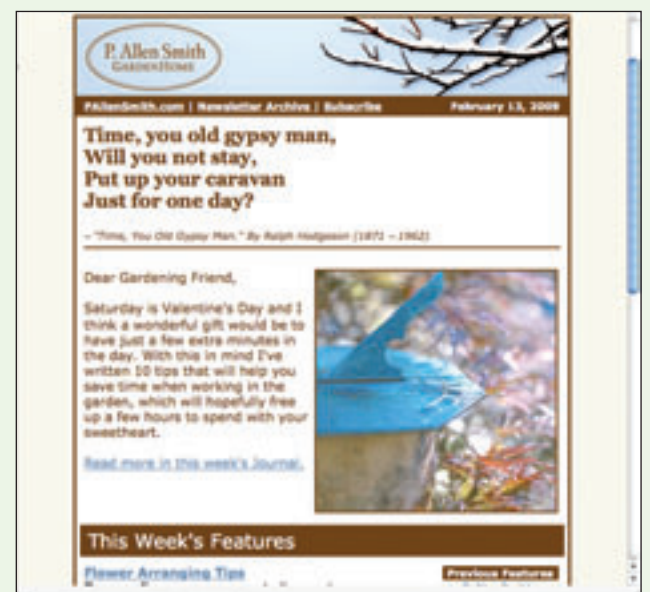 P. Allen Smith
GARDENHOME
PAllenSmith.com | Newsletter Archive | Subscribe February 13, 2009
Time, you old gypsy man,
Will you not stay,
Put up your caravan
Just for one day?
~ "Time, You Old Gypsy Man." By Ralph Hodgeson (1871 – 1962)
Dear Gardening Friend,
Saturday is Valentine's Day and I
think a wonderful gift would be to
have just a few extra minutes in
the day. With this in mind I've
written 10 tips that will help you
save time when working in the
garden, which will hopefully free
up a few hours to spend with your
sweetheart.
Read more in this week's Journal.
This Week's Features
Flower Arranging Tips
Previous Features